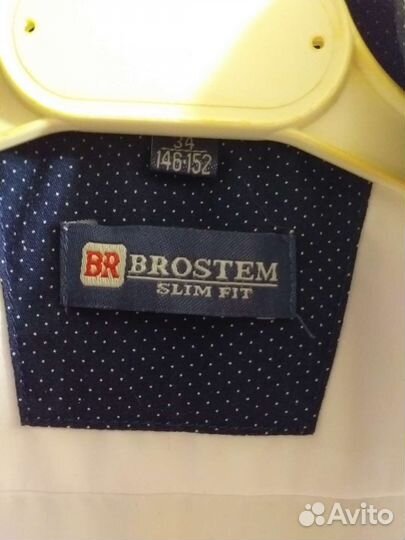 34
146-152
BR BROSTEM
SLIM FIT
Avito